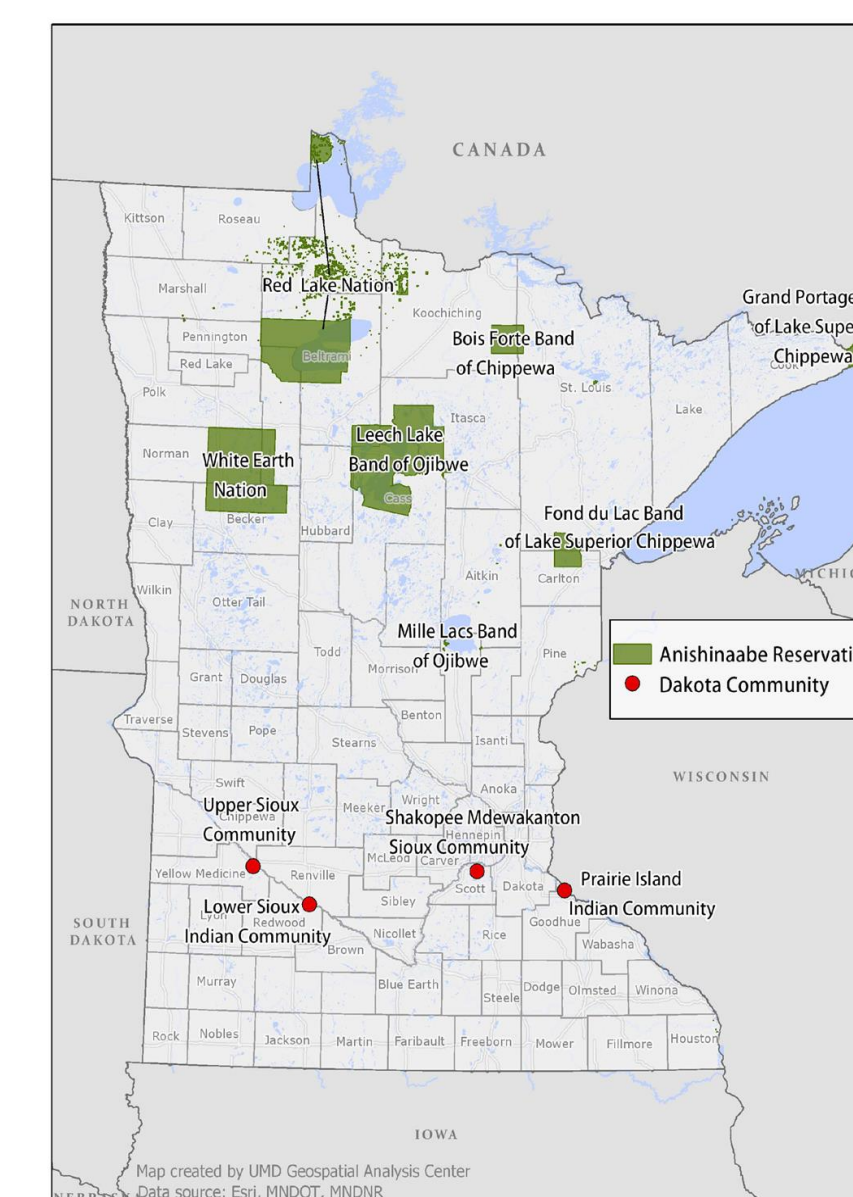 CANADA
Kittson
Roseau
Marshall
Red Lake Nation
Koochiching
Grand Portage
of Lake Supe
Chippewa
Cook
Pennington
Red Lake
Beltrami
Bois Forte Band
of Chippewa
St. Louis
Polk
Lake
Itasca
Leech Lake
Band of Ojibwe
Cass
Norman
White Earth
Nation
Becker
Clay
Hubbard
Fond du Lac Band
of Lake Superior Chippewa
Carlton
Aitkin
MICHIG
Wilkin
Otter Tail
NORTH
DAKOTA
Mille Lacs Band
of Ojibwe
Todd
Morrison
Pine
Anishinaabe Reservati
Dakota Community
Grant
Douglas
Traverse
Stevens
Pope
Benton
Stearns
Isanti
WISCONSIN
Swift
Anoka
Upper Sioux
Community
Chippewa
Meeker
Wright
Shakopee Mdewakanton
Sioux Community
Hennepin
McLeod
Carver
Yellow Medicine
Renville
Scott
Dakota
Prairie Island
Indian Community
Lower Sioux
Indian Community
Lyon
Redwood
Sibley
Nicollet
Brown
Rice
Goodhue
Wabasha
SOUTH
DAKOTA
Murray
Blue Earth
Steele
Dodge
Olmsted
Winona
Rock
Nobles
Jackson
Martin
Faribault
Freeborn
Mower
Fillmore
Houston
IOWA
Map created by UMD Geospatial Analysis Center
Data source: Esri, MNDOT, MNDNR